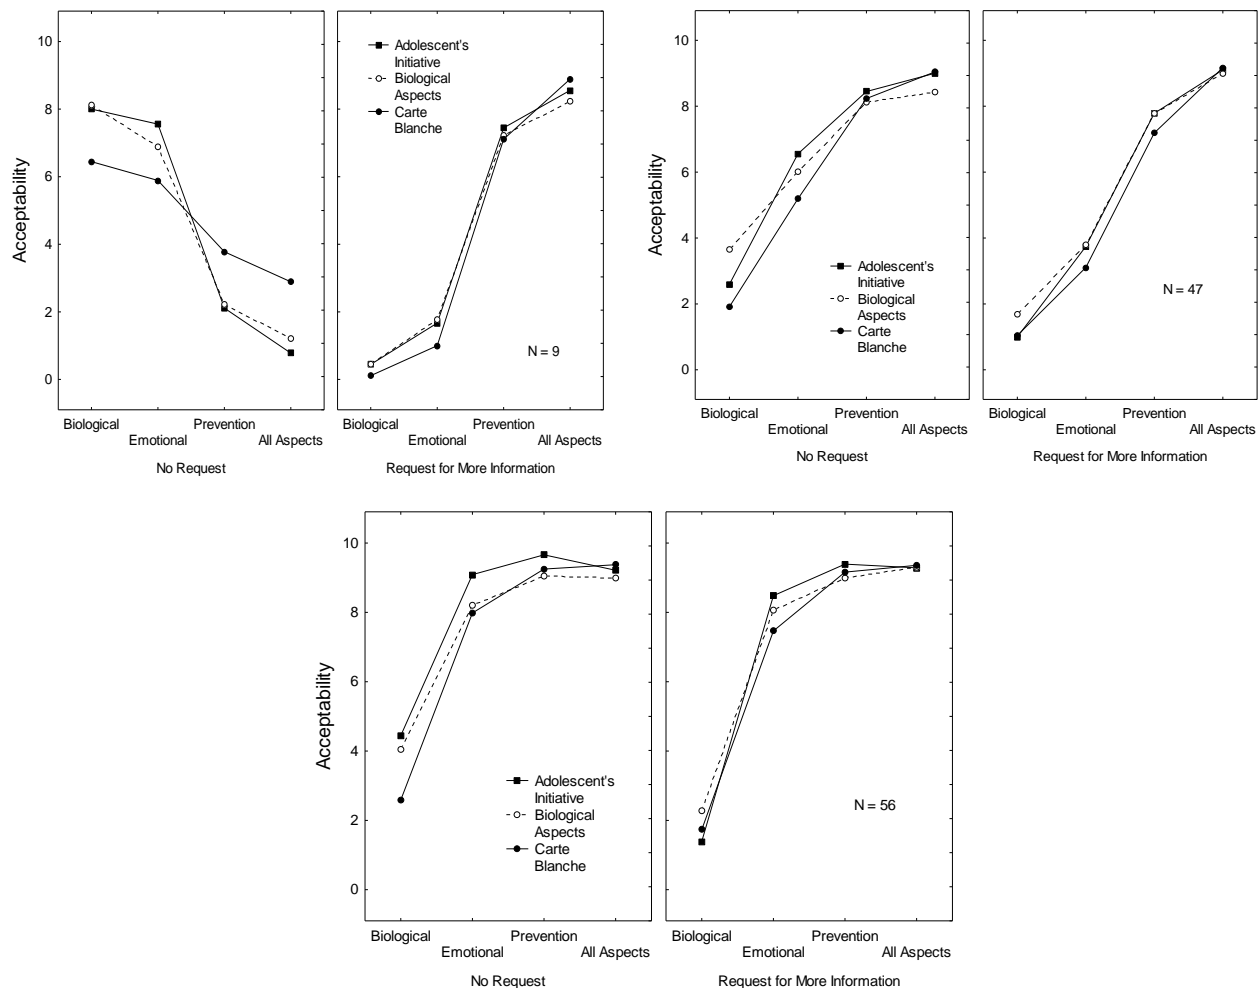 10
8
6
4
2
0
Acceptability
Adolescent's
Initiative
Biological
Aspects
Carte
Blanche
N = 9
Biological
Prevention
Emotional
All Aspects
No Request
Biological
Prevention
Emotional
All Aspects
Request for More Information
10
8
6
4
2
0
Acceptability
Adolescent's
Initiative
Biological
Aspects
Carte
Blanche
N = 47
Biological
Prevention
Emotional
All Aspects
No Request
Biological
Prevention
Emotional
All Aspects
Request for More Information
10
8
6
4
2
0
Acceptability
Adolescent's
Initiative
Biological
Aspects
Carte
Blanche
N = 56
Biological
Prevention
Emotional
All Aspects
No Request
Biological
Prevention
Emotional
All Aspects
Request for More Information